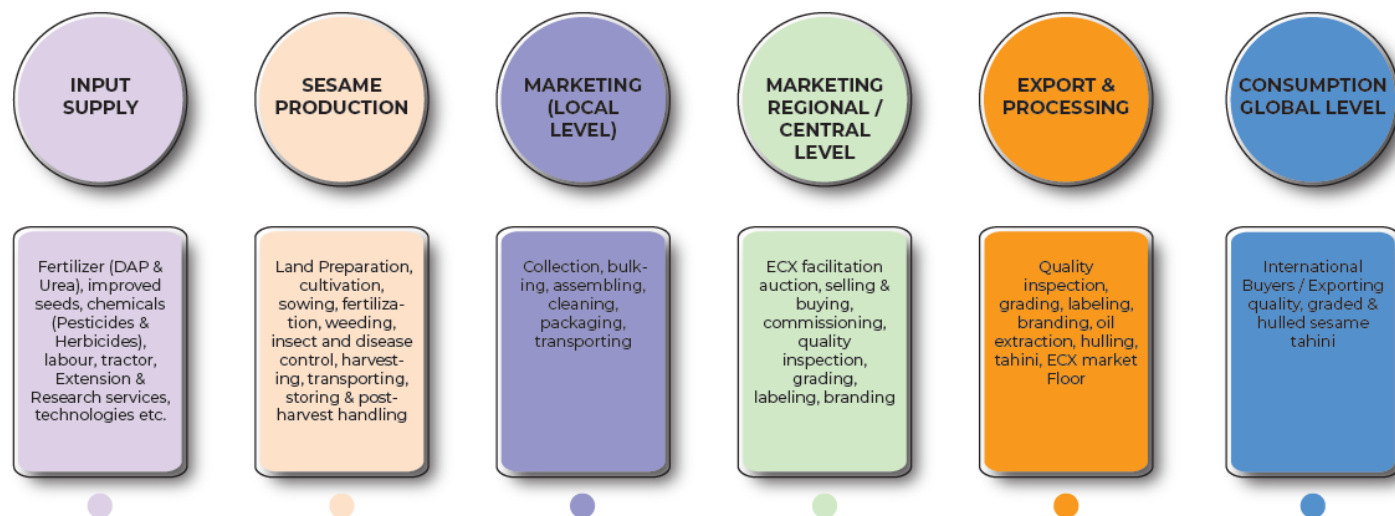 INPUT
SUPPLY
SESAME
PRODUCTION
MARKETING
(LOCAL
LEVEL)
MARKETING
REGIONAL /
CENTRAL
LEVEL
EXPORT &
PROCESSING
CONSUMPTION
GLOBAL LEVEL
Fertilizer (DAP &
Urea), improved
seeds, chemicals
(Pesticides &
Herbicides),
labour, tractor,
Extension &
Research services,
technologies etc.
Land Preparation,
cultivation,
sowing, fertiliza-
tion, weeding,
insect and disease
control, harvest-
ing, transporting,
storing & post-
harvest handling
Collection, bulk-
ing, assembling,
cleaning,
packaging,
transporting
ECX facilitation
auction, selling &
buying,
commissioning,
quality
inspection,
grading,
labeling, branding
Quality
inspection,
grading, labeling,
branding, oil
extraction, hulling,
tahini, ECX market
Floor
International
Buyers / Exporting
quality, graded &
hulled sesame
tahini